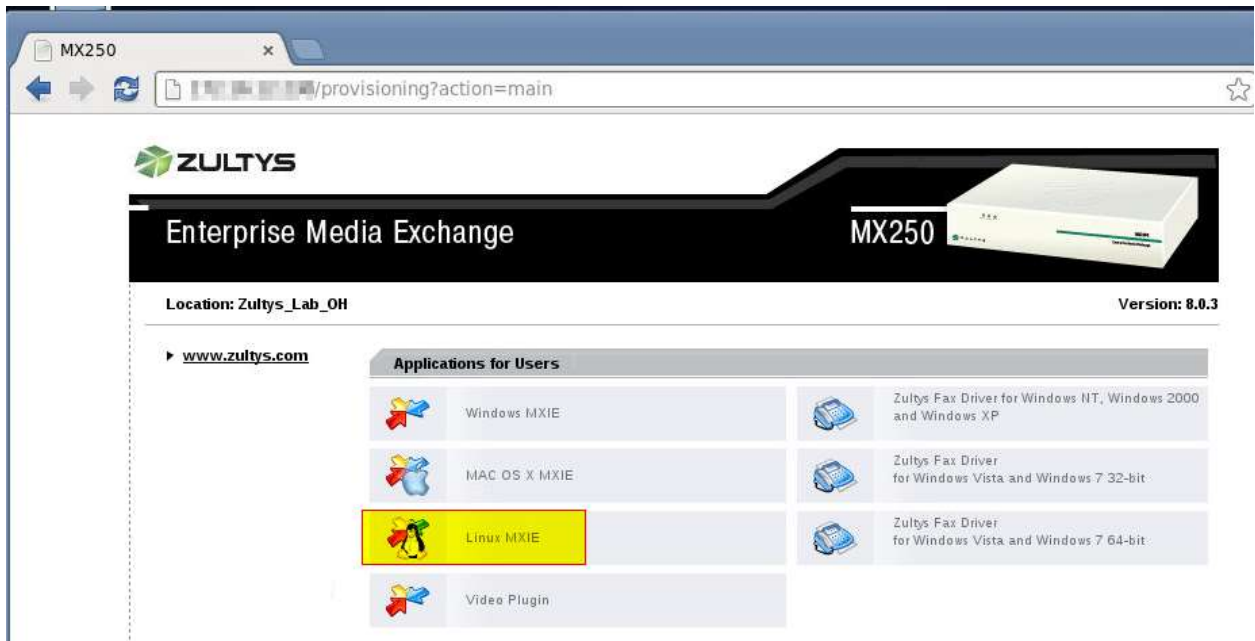 MX250
/provisioning?action=main
ZULTYS
Enterprise Media Exchange
MX250
Location: Zultys_Lab_OH
Version: 8.0.3
www.zultys.com
Applications for Users
Windows MXIE
Zultys Fax Driver for Windows NT, Windows 2000
and Windows XP
MAC OS X MXIE
Zultys Fax Driver
for Windows Vista and Windows 7 32-bit
Linux MXIE
Zultys Fax Driver
for Windows Vista and Windows 7 64-bit
Video Plugin